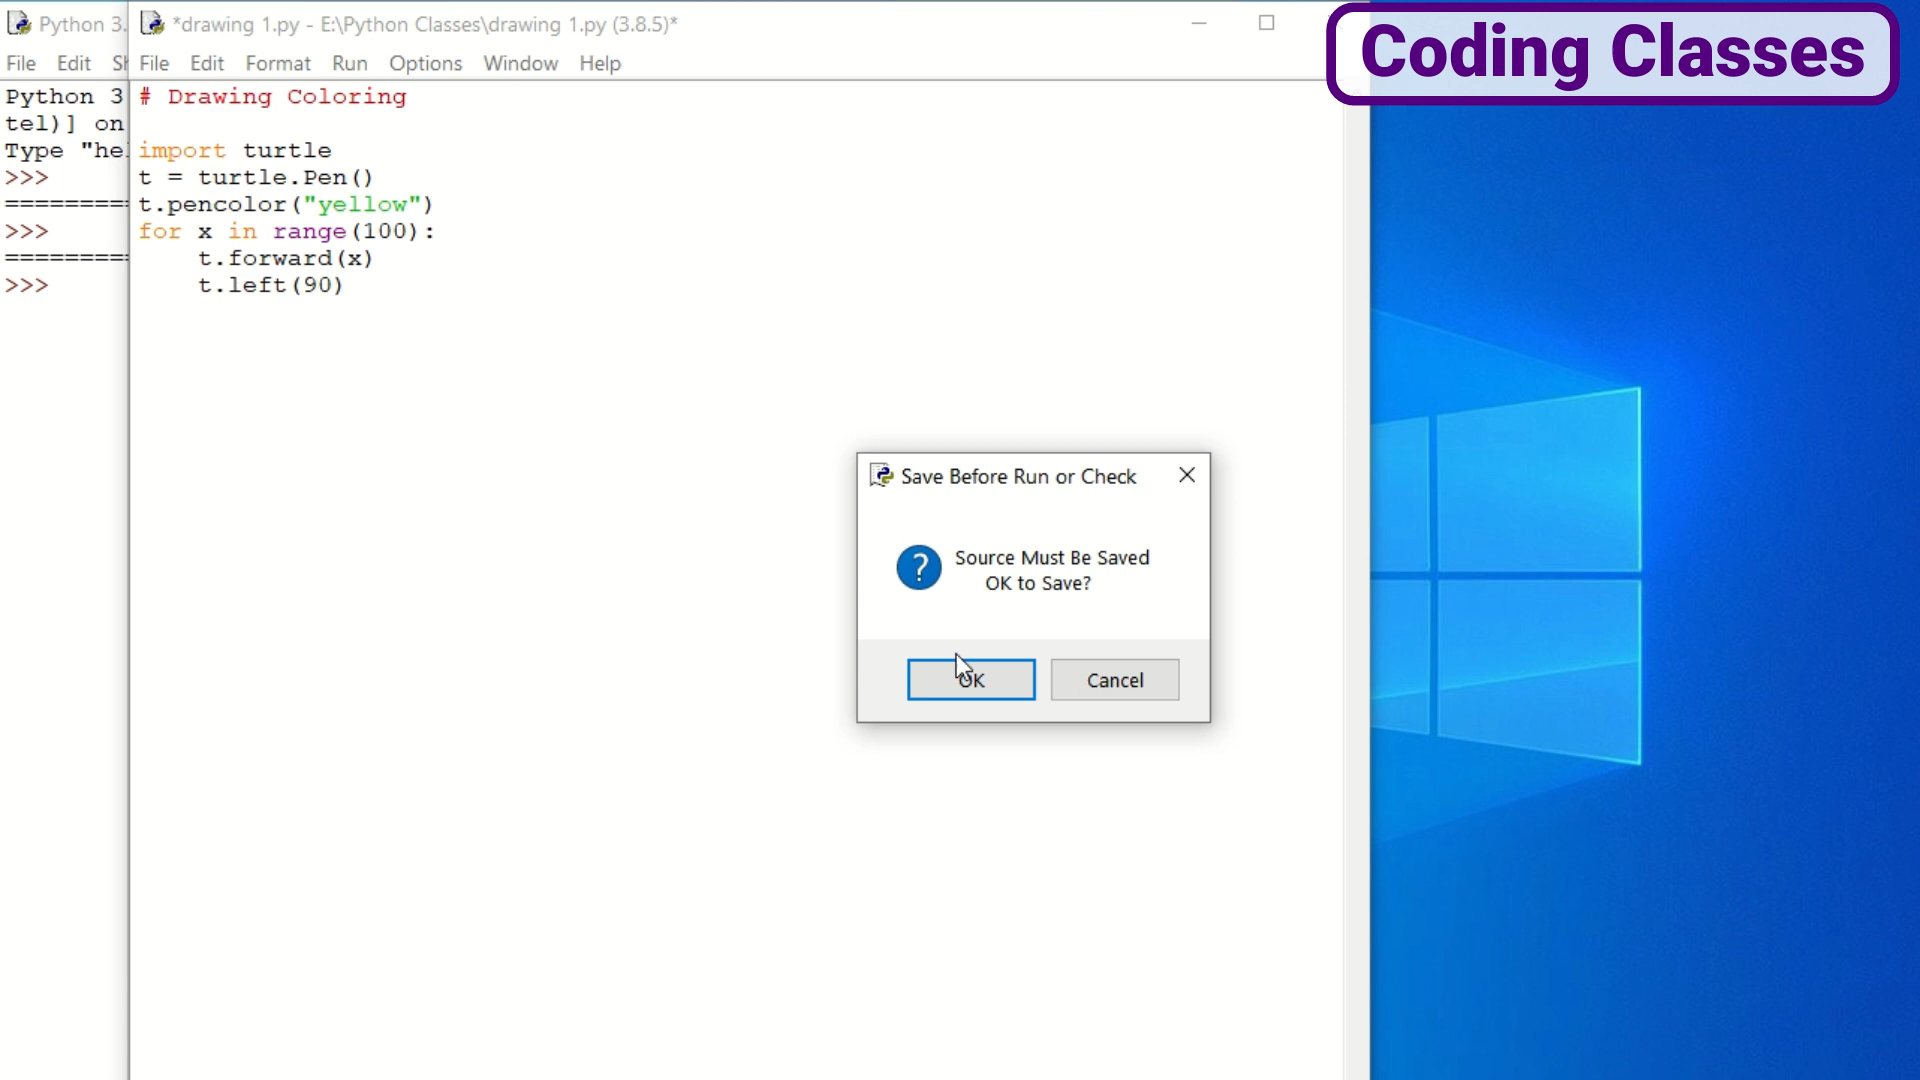 Python 3.
*drawing 1.py - E:\Python Classes\drawing 1.py (3.8.5)*
Coding Classes
File Edit
File Edit Format Run Options Window Help
Python 3
tel)] on
Type "he
>>>
=========
>>>
=========
>>>
# Drawing Coloring
import turtle
t = turtle.Pen()
t.pencolor("yellow")
for x in range(100):
    t.forward(x)
    t.left(90)
Save Before Run or Check
Source Must Be Saved
OK to Save?
OK Cancel